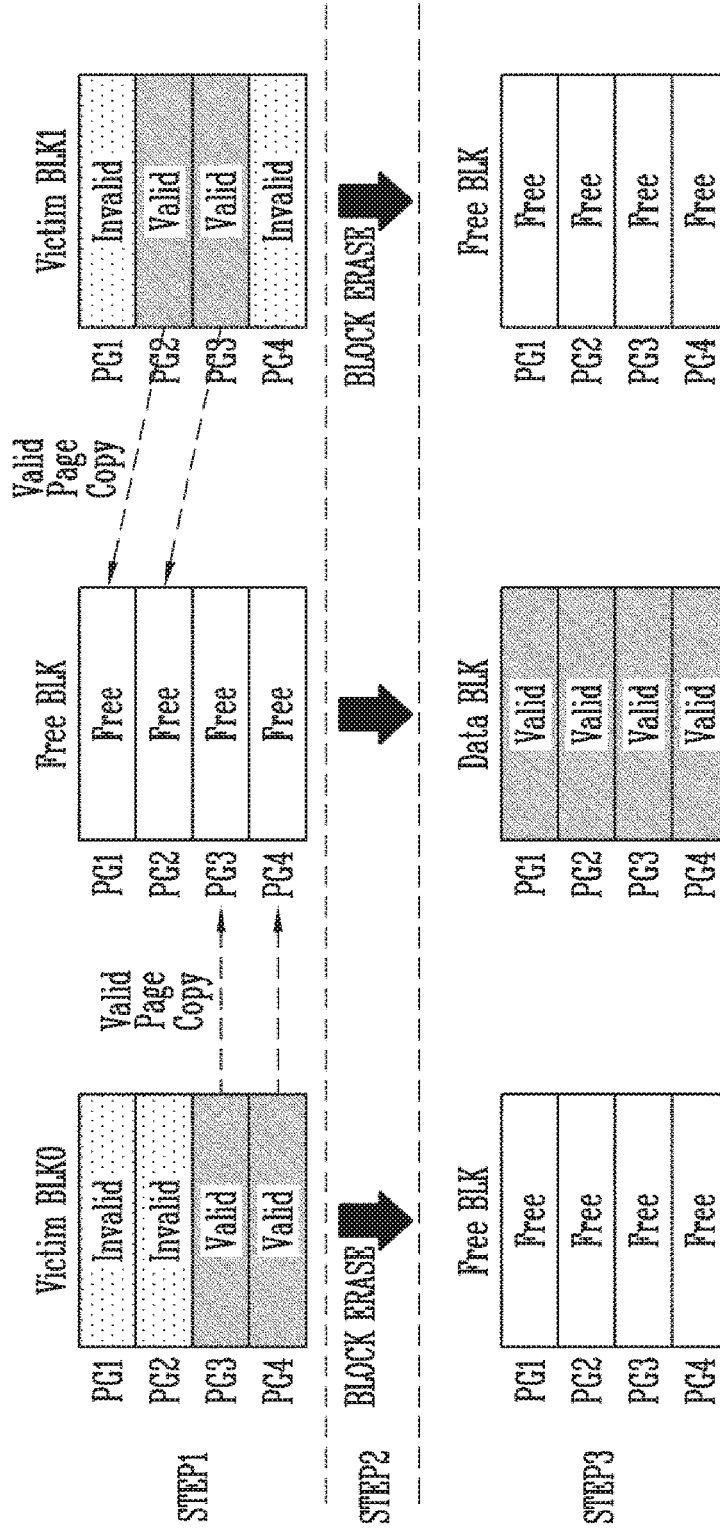 STEP1
Victim BLK0
PG1 Invalid
PG2 Invalid
PG3 Valid
PG4 Valid
Valid
Page
Copy
Free BLK
PG1 Free
PG2 Free
PG3 Free
PG4 Free
Valid
Page
Copy
Victim BLK1
PG1 Invalid
PG2 Valid
PG3 Valid
PG4 Invalid
STEP2
BLOCK ERASE
BLOCK ERASE
STEP3
Free BLK
PG1 Free
PG2 Free
PG3 Free
PG4 Free
Data BLK
PG1 Valid
PG2 Valid
PG3 Valid
PG4 Valid
Free BLK
PG1 Free
PG2 Free
PG3 Free
PG4 Free